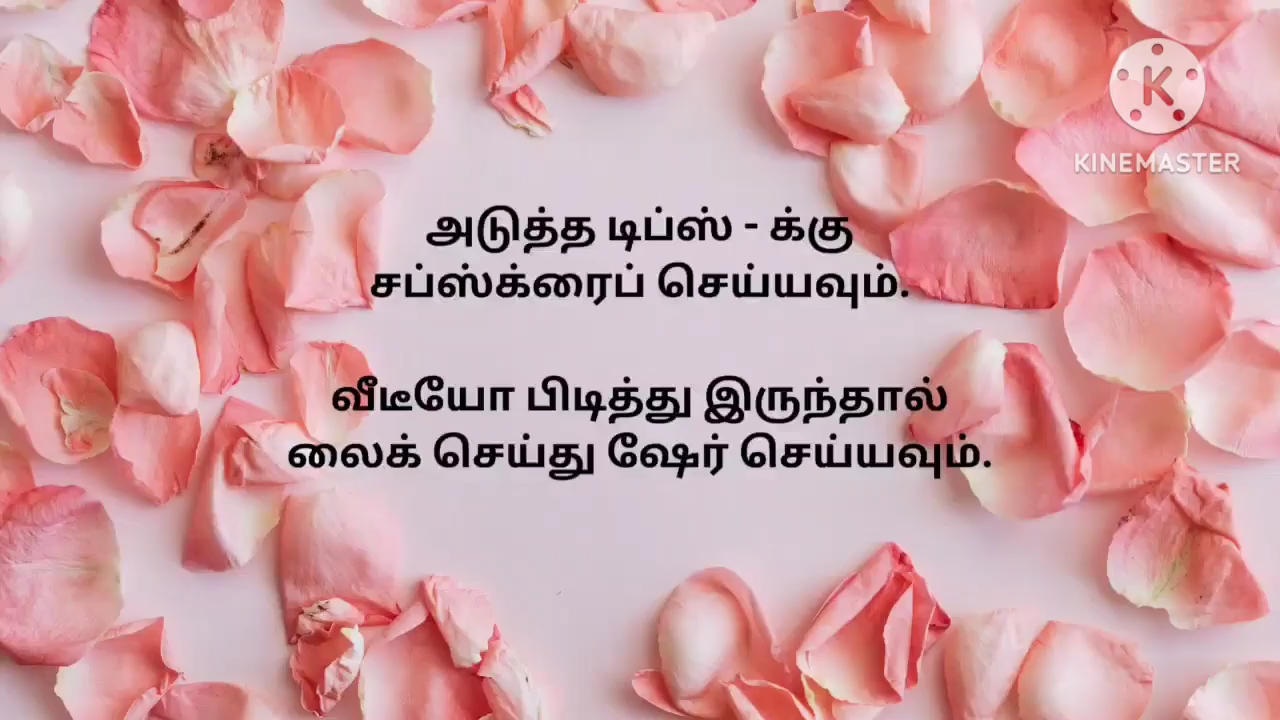 KINEMASTER
அடுத்த டிப்ஸ் - க்கு
சப்ஸ்க்ரைப் செய்யவும்.
வீடீயோ பிடித்து இருந்தால்
லைக் செய்து ஷேர் செய்யவும்.